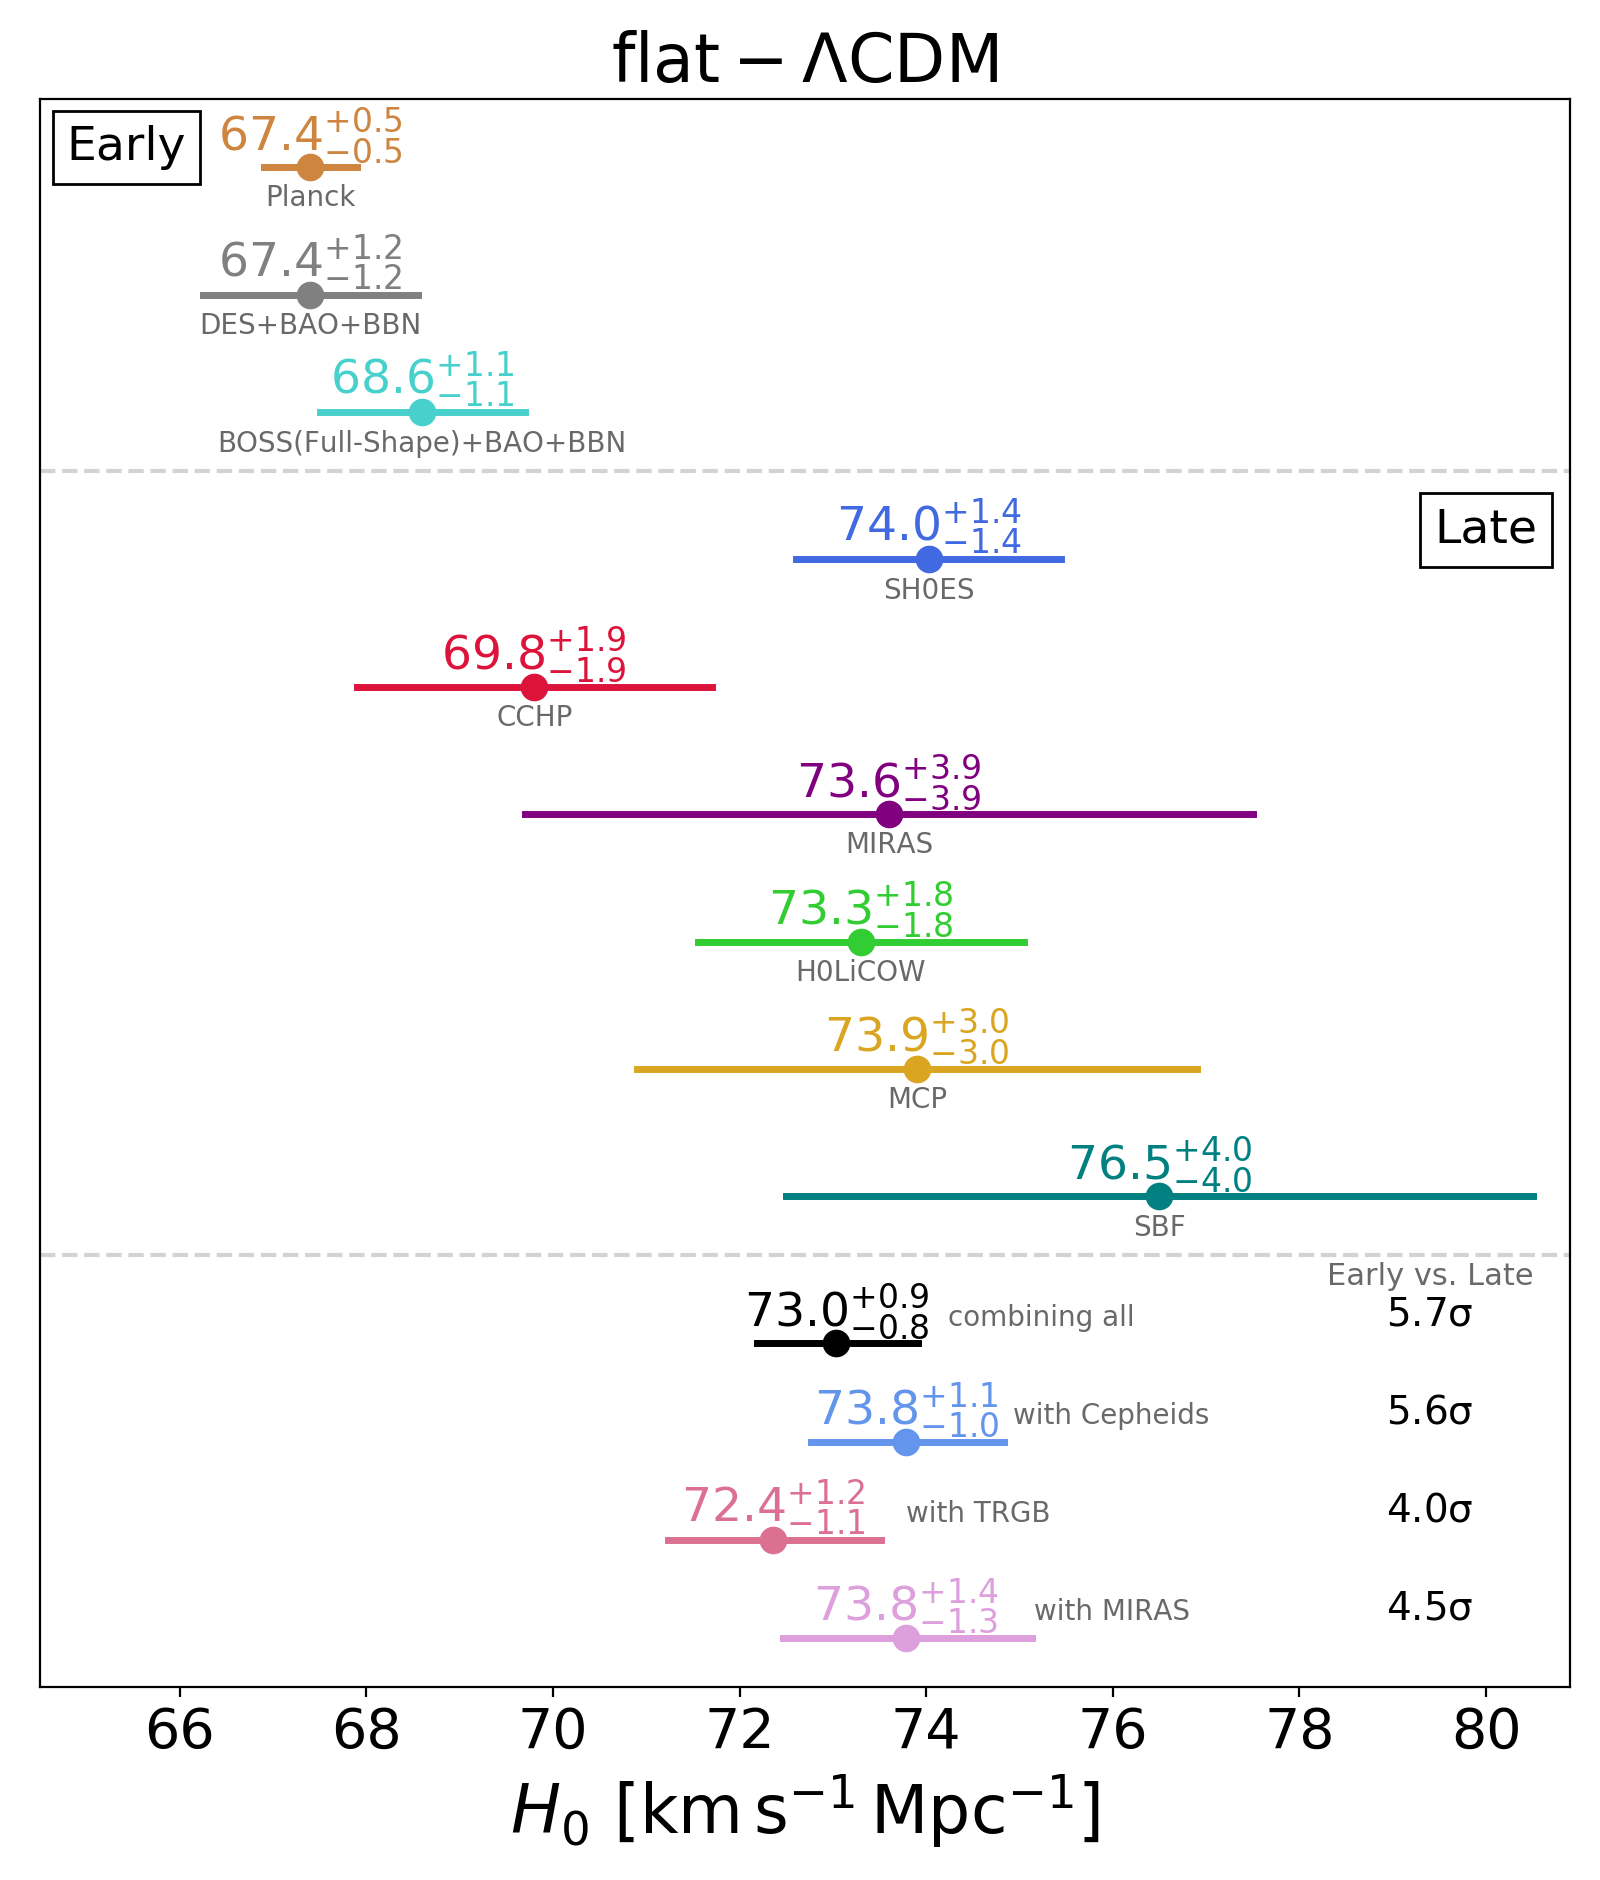 flat − ΛCDM
Early
67.4+0.5−0.5
Planck
67.4+1.2−1.2
DES+BAO+BBN
68.6+1.1−1.1
BOSS(Full-Shape)+BAO+BBN
Late
74.0+1.4−1.4
SH0ES
69.8+1.9−1.9
CCHP
73.6+3.9−3.9
MIRAS
73.3+1.8−1.8
H0LiCOW
73.9+3.0−3.0
MCP
76.5+4.0−4.0
SBF
Early vs. Late
73.0+0.9−0.8 combining all 5.7σ
73.8+1.1−1.0 with Cepheids 5.6σ
72.4+1.2−1.1 with TRGB 4.0σ
73.8+1.4−1.3 with MIRAS 4.5σ
66 68 70 72 74 76 78 80
H₀ [km s⁻¹ Mpc⁻¹]